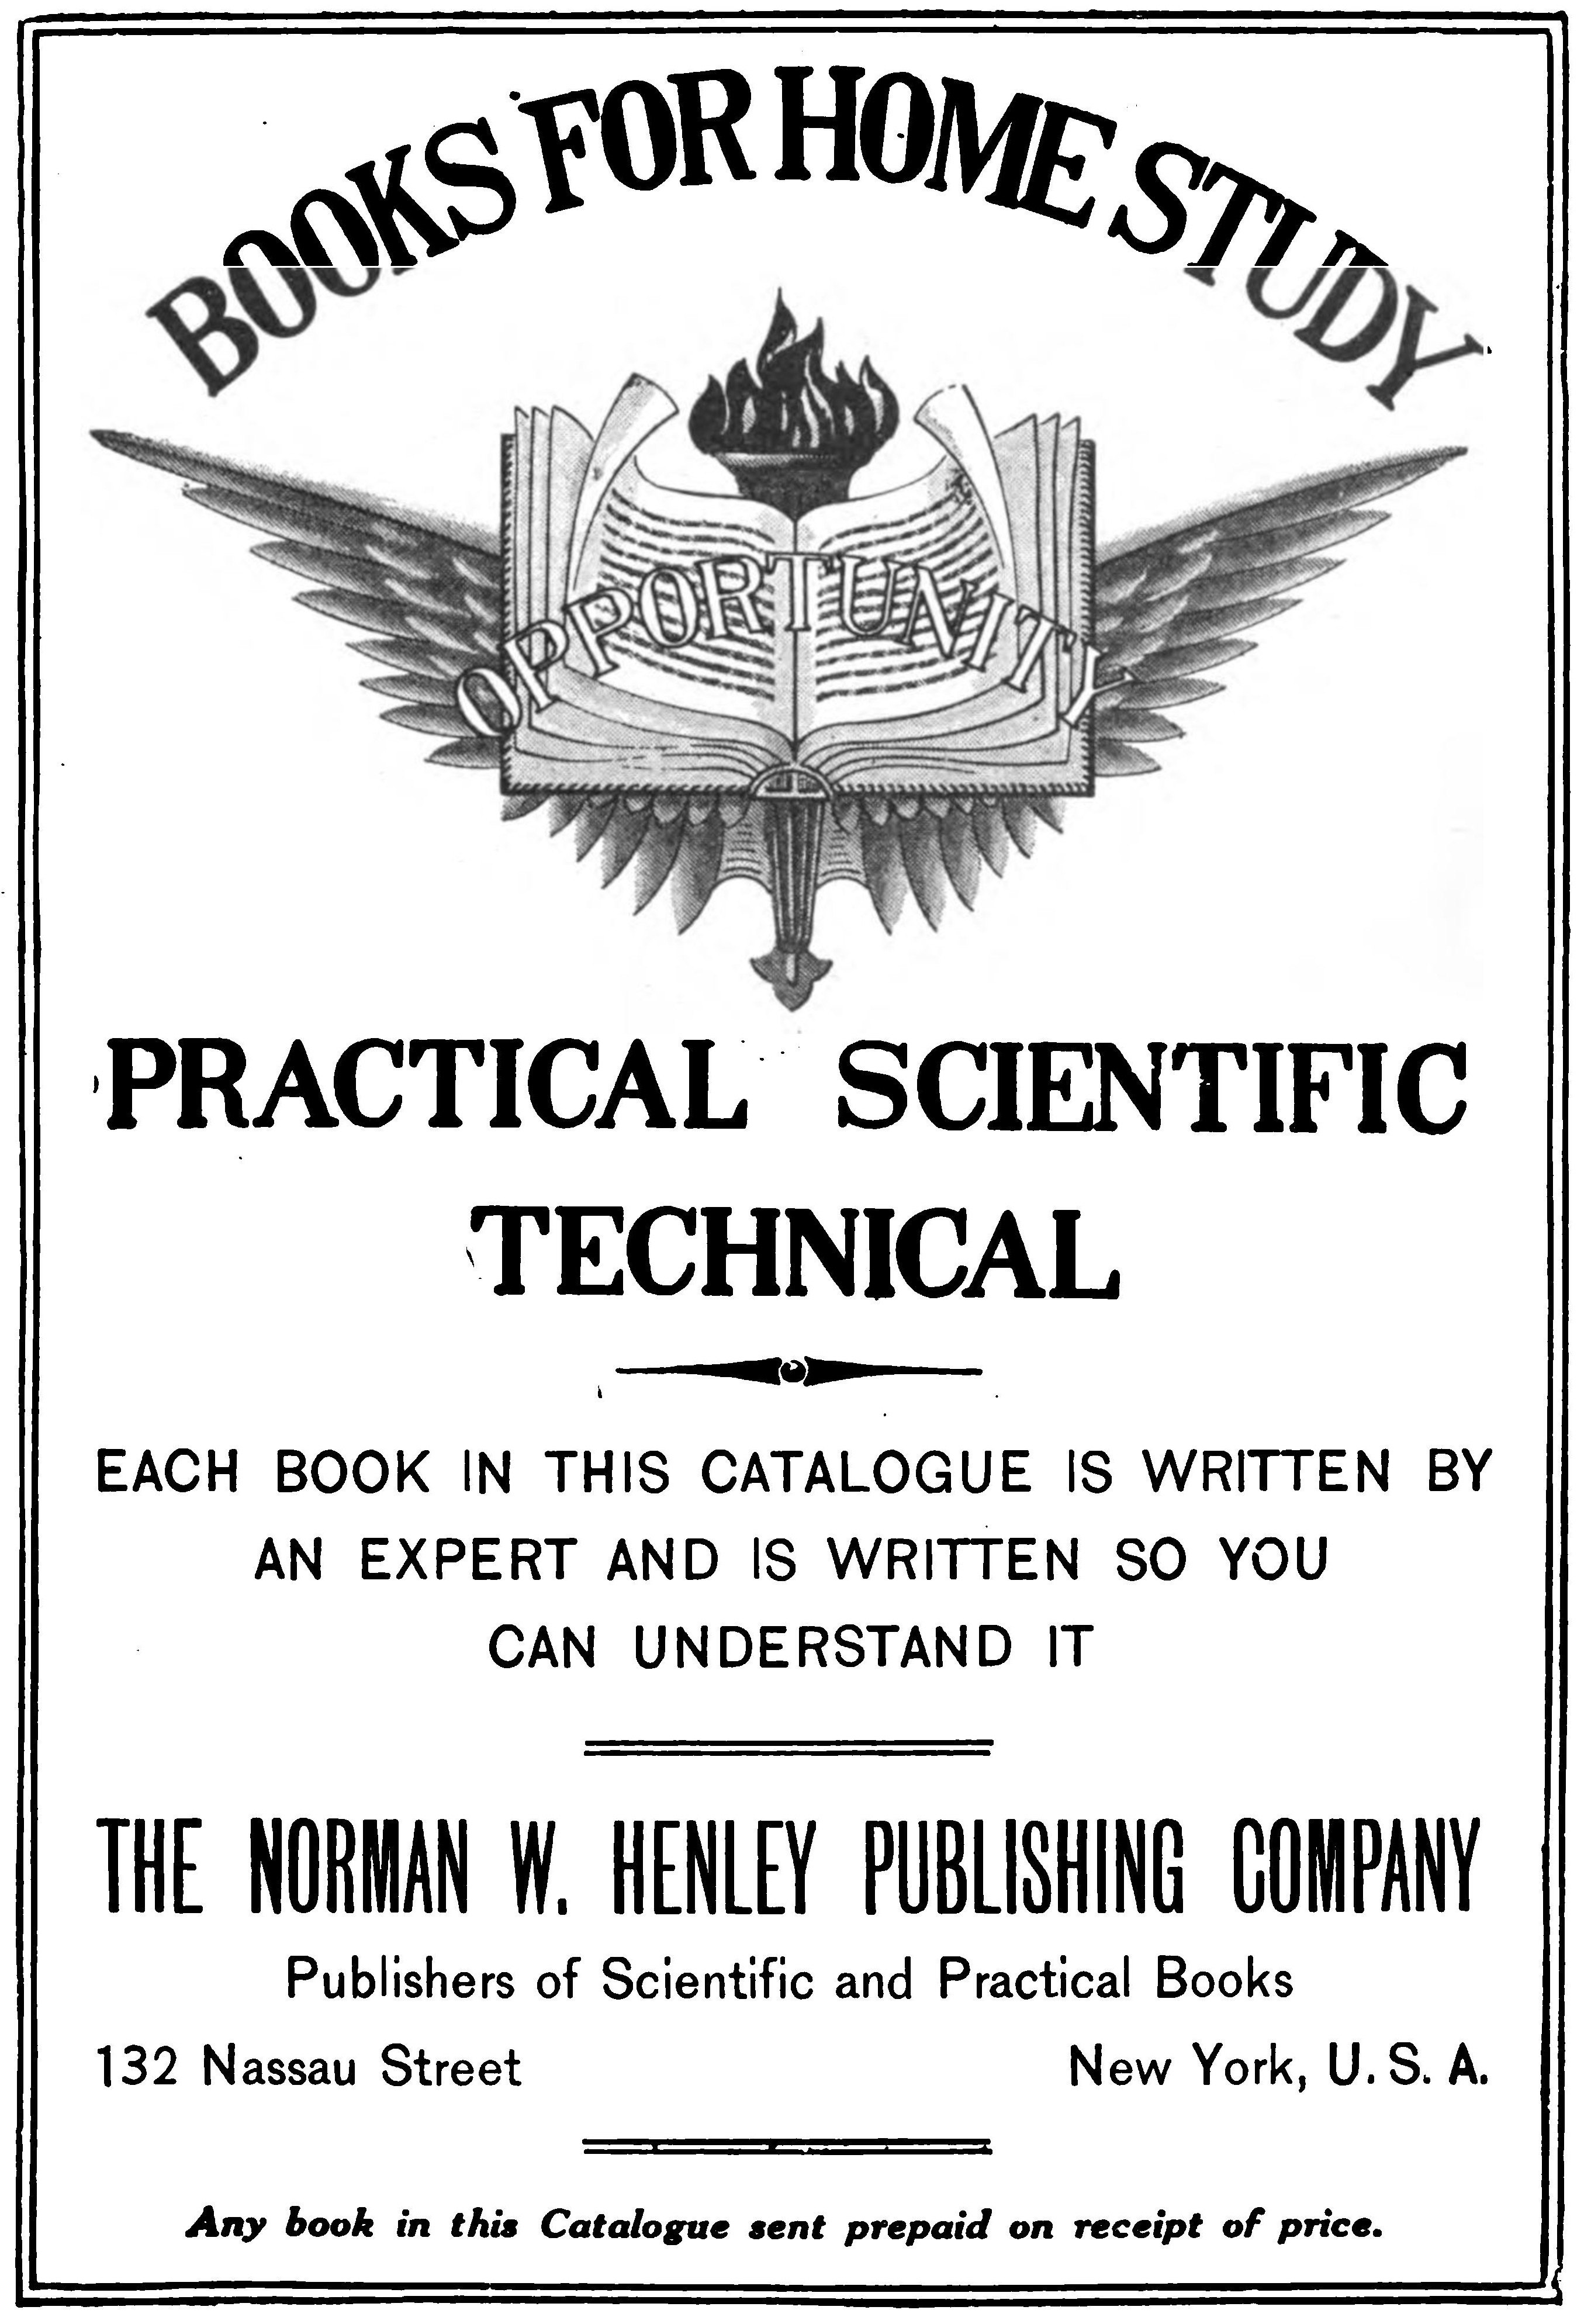 BOOKS FOR HOME STUDY
OPPORTUNITY
PRACTICAL SCIENTIFIC
TECHNICAL
EACH BOOK IN THIS CATALOGUE IS WRITTEN BY
AN EXPERT AND IS WRITTEN SO YOU
CAN UNDERSTAND IT
THE NORMAN W. HENLEY PUBLISHING COMPANY
Publishers of Scientific and Practical Books
132 Nassau Street New York, U. S. A.
Any book in this Catalogue sent prepaid on receipt of price.